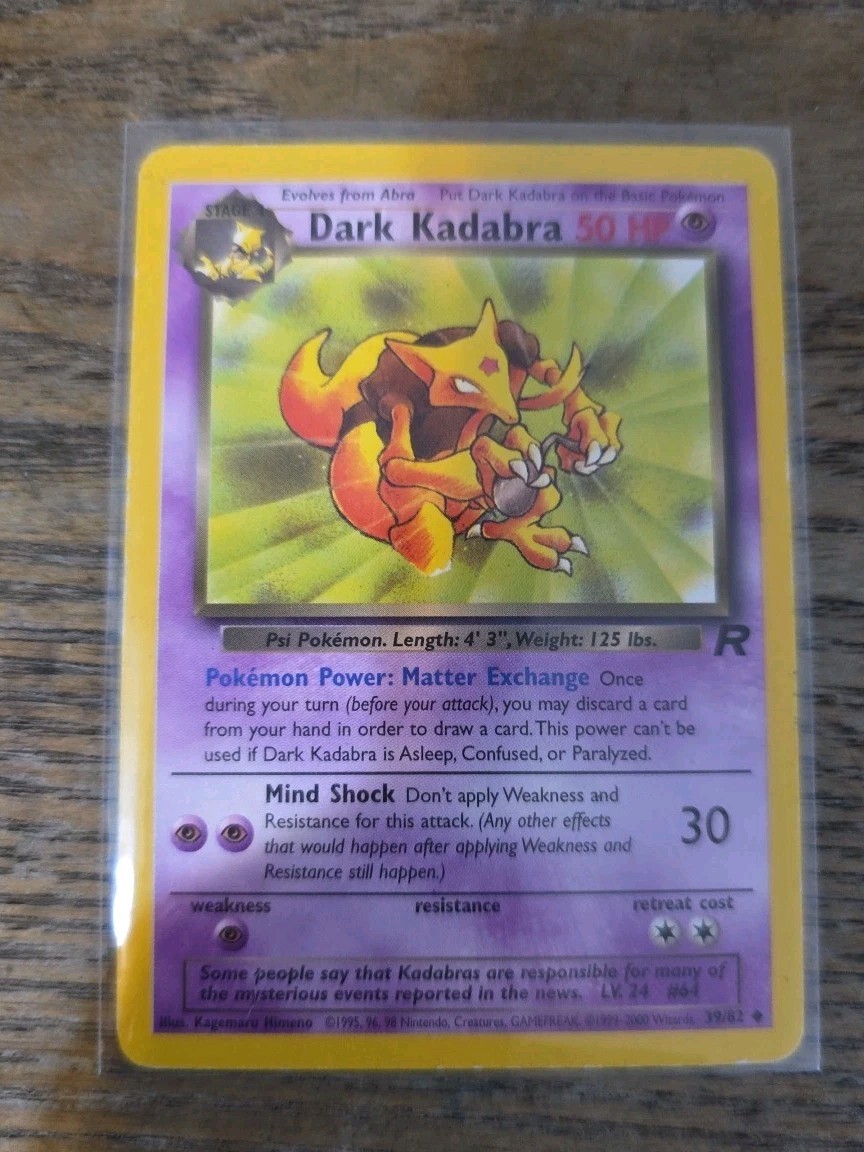 Evolves from Abra Put Dark Kadabra on the Basic Pokémon
STAGE 1
Dark Kadabra 50 HP
Psi Pokémon. Length: 4' 3", Weight: 125 lbs.
R
Pokémon Power: Matter Exchange Once
during your turn (before your attack), you may discard a card
from your hand in order to draw a card. This power can't be
used if Dark Kadabra is Asleep, Confused, or Paralyzed.
Mind Shock Don't apply Weakness and
Resistance for this attack. (Any other effects
that would happen after applying Weakness and
Resistance still happen.)
30
weakness resistance retreat cost
Some people say that Kadabras are responsible for many of
the mysterious events reported in the news. LV. 24 #64
Illus. Kagemaru Himeno ©1995, 96, 98 Nintendo, Creatures, GAMEFREAK. ©1999-2000 Wizards 39/82